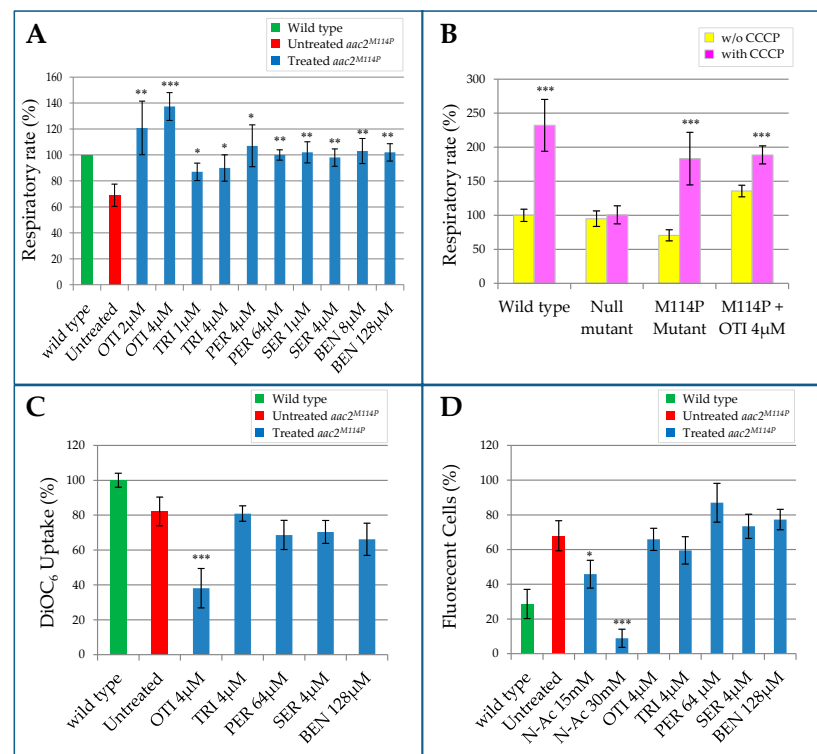 A
Wild type
Untreated aac2M114P
Treated aac2M114P
Respiratory rate (%)
160
140
120
100
80
60
40
20
0
**
***
*
*
*
**
**
**
**
**
wild type
Untreated
OTI 2µM
OTI 4µM
TRI 1µM
TRI 4µM
PER 4µM
PER 64µM
SER 1µM
SER 4µM
BEN 8µM
BEN 128µM
B
w/o CCCP
with CCCP
Respiratory rate (%)
300
250
200
150
100
50
0
***
***
***
Wild type
Null
mutant
M114P
Mutant
M114P +
OTI 4µM
C
Wild type
Untreated aac2M114P
Treated aac2M114P
DiOC6 Uptake (%)
120
100
80
60
40
20
0
***
wild type
Untreated
OTI 4µM
TRI 4µM
PER 64µM
SER 4µM
BEN 128µM
D
Wild type
Untreated aac2M114P
Treated aac2M114P
Fluorecent Cells (%)
120
100
80
60
40
20
0
*
***
wild type
Untreated
N-Ac 15mM
N-Ac 30mM
OTI 4µM
TRI 4µM
PER 64 µM
SER 4µM
BEN 128µM